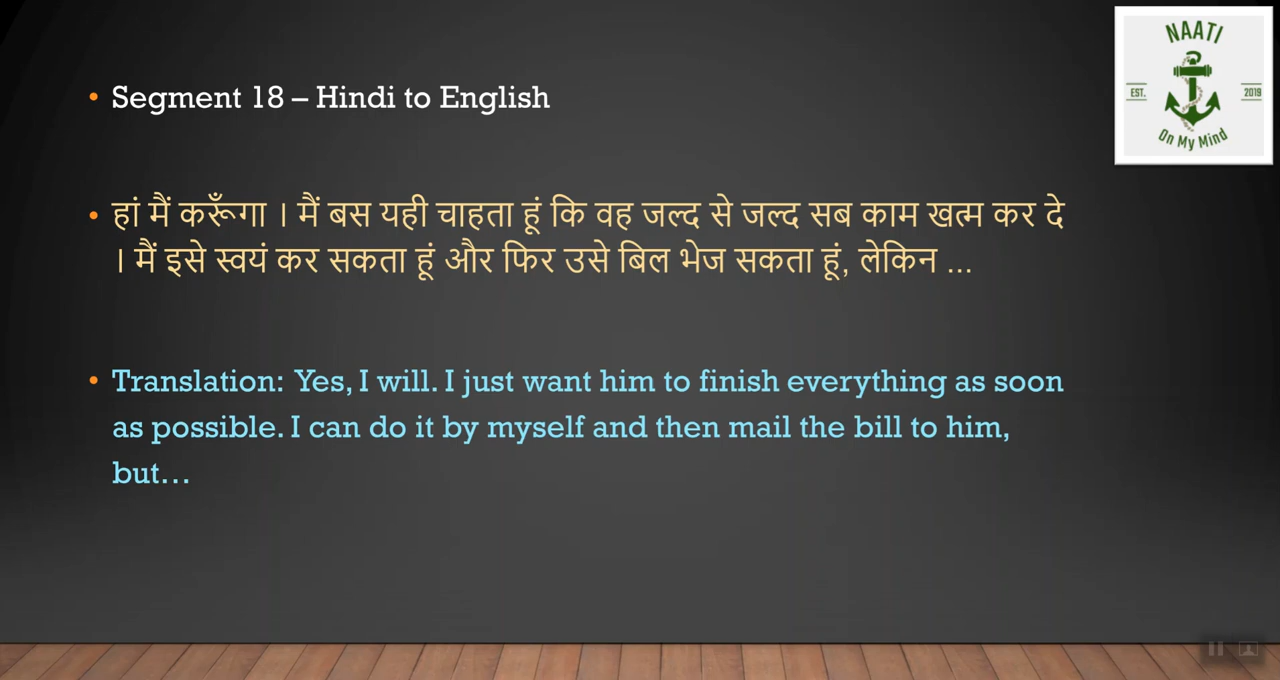 NAATI
EST. 2019
On My Mind
• Segment 18 – Hindi to English
• हां मैं करूँगा । मैं बस यही चाहता हूं कि वह जल्द से जल्द सब काम खत्म कर दे
। मैं इसे स्वयं कर सकता हूं और फिर उसे बिल भेज सकता हूं, लेकिन ...
• Translation: Yes, I will. I just want him to finish everything as soon
as possible. I can do it by myself and then mail the bill to him,
but...